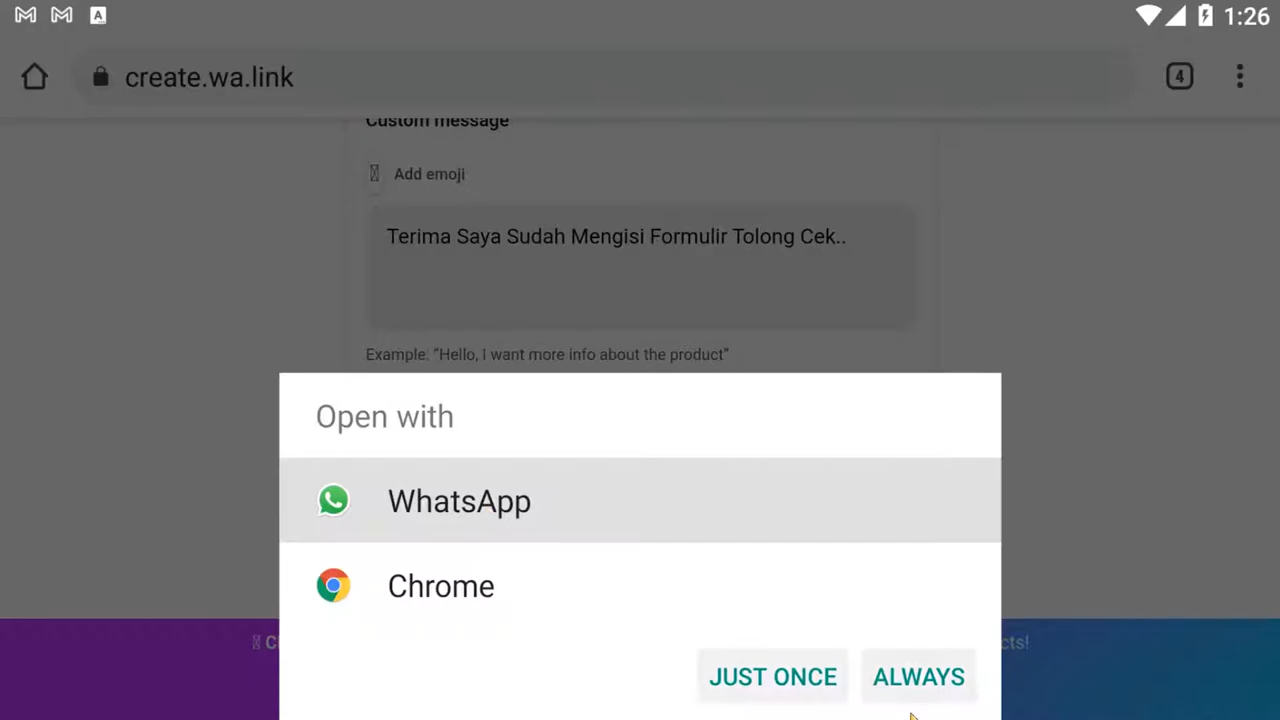 1:26
create.wa.link
4
Custom message
Add emoji
Terima Saya Sudah Mengisi Formulir Tolong Cek..
Example: "Hello, I want more info about the product"
Open with
WhatsApp
Chrome
JUST ONCE
ALWAYS